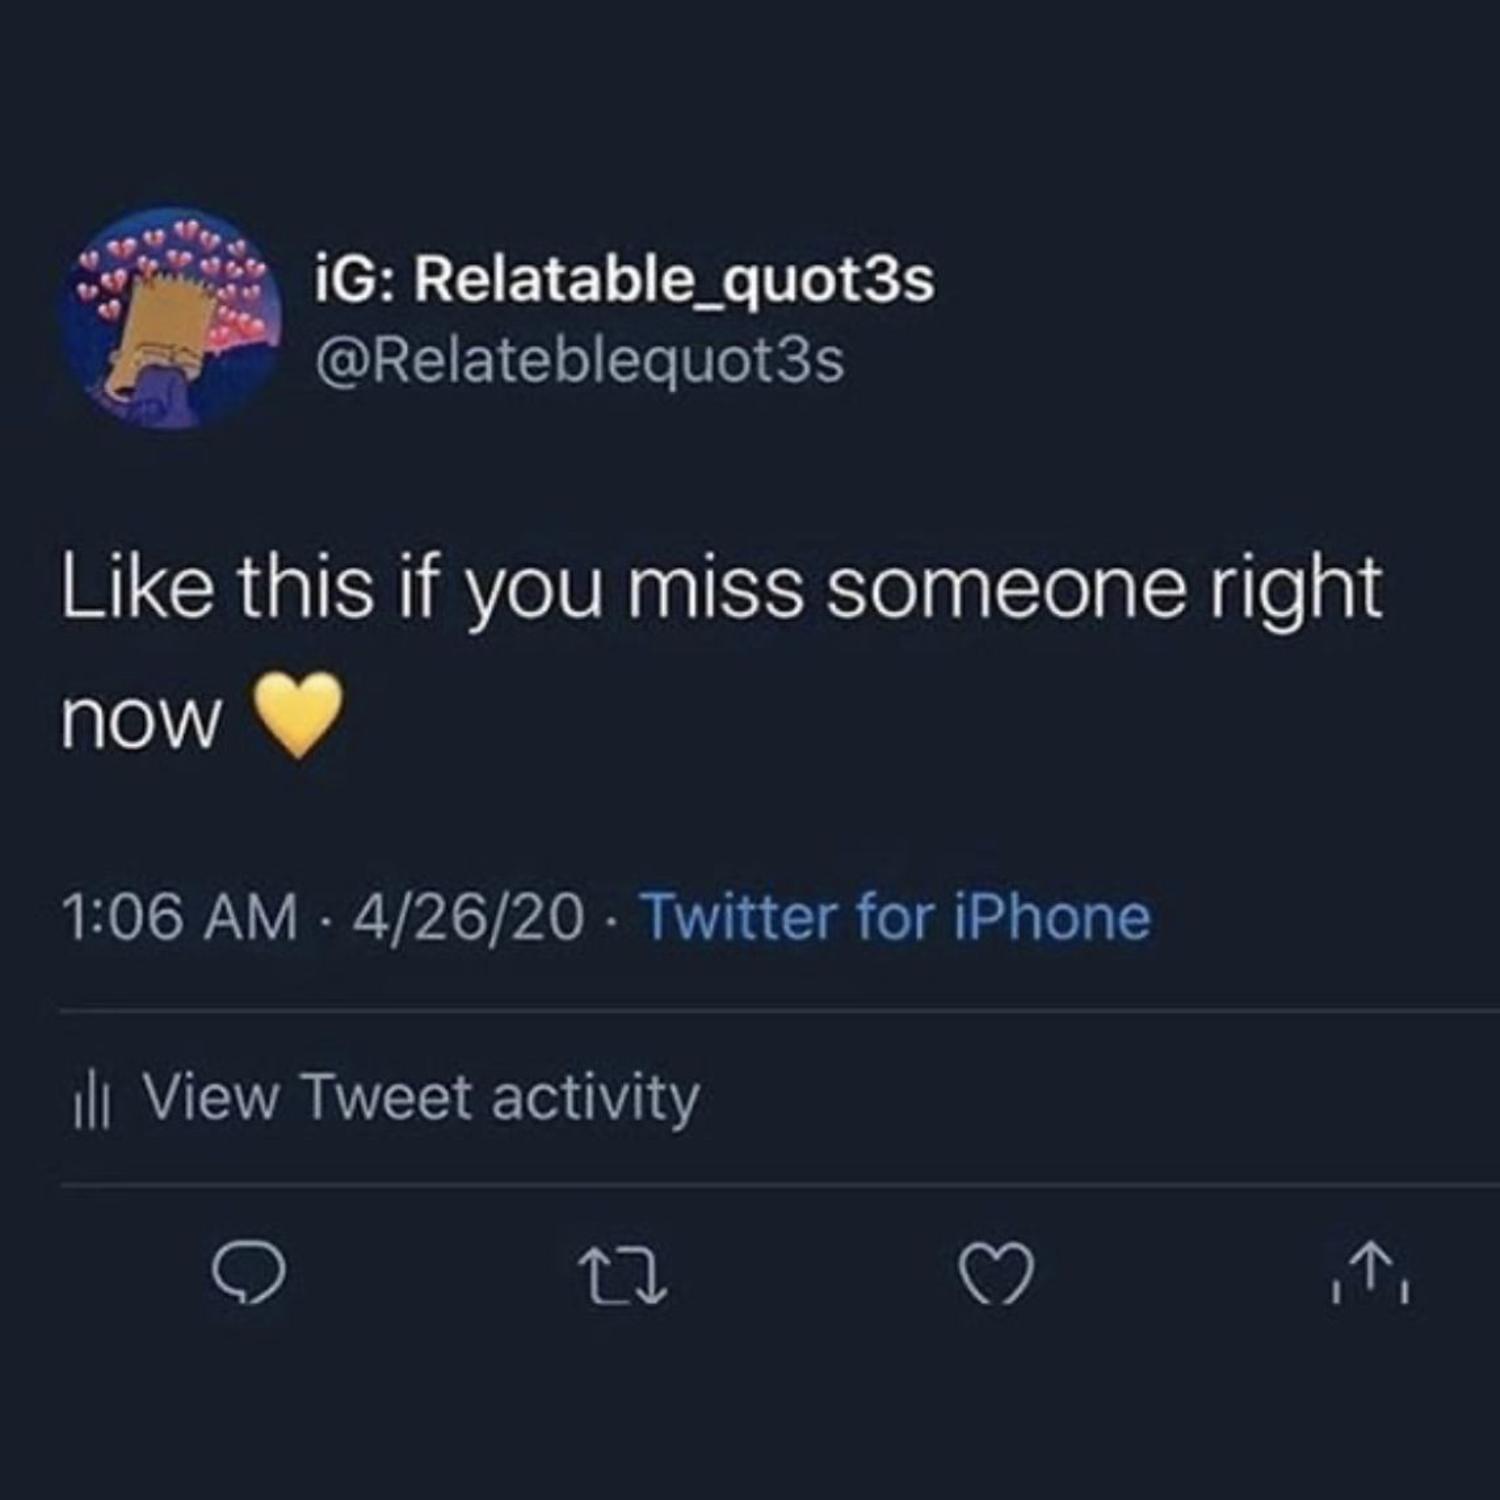 iG: Relatable_quot3s
@Relateblequot3s
Like this if you miss someone right
now 💛
1:06 AM · 4/26/20 · Twitter for iPhone
View Tweet activity